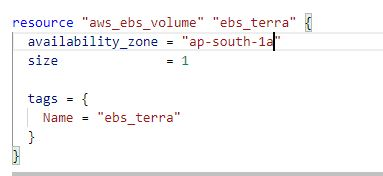 resource "aws_ebs_volume" "ebs_terra" {
  availability_zone = "ap-south-1a"
  size              = 1

  tags = {
    Name = "ebs_terra"
  }
}